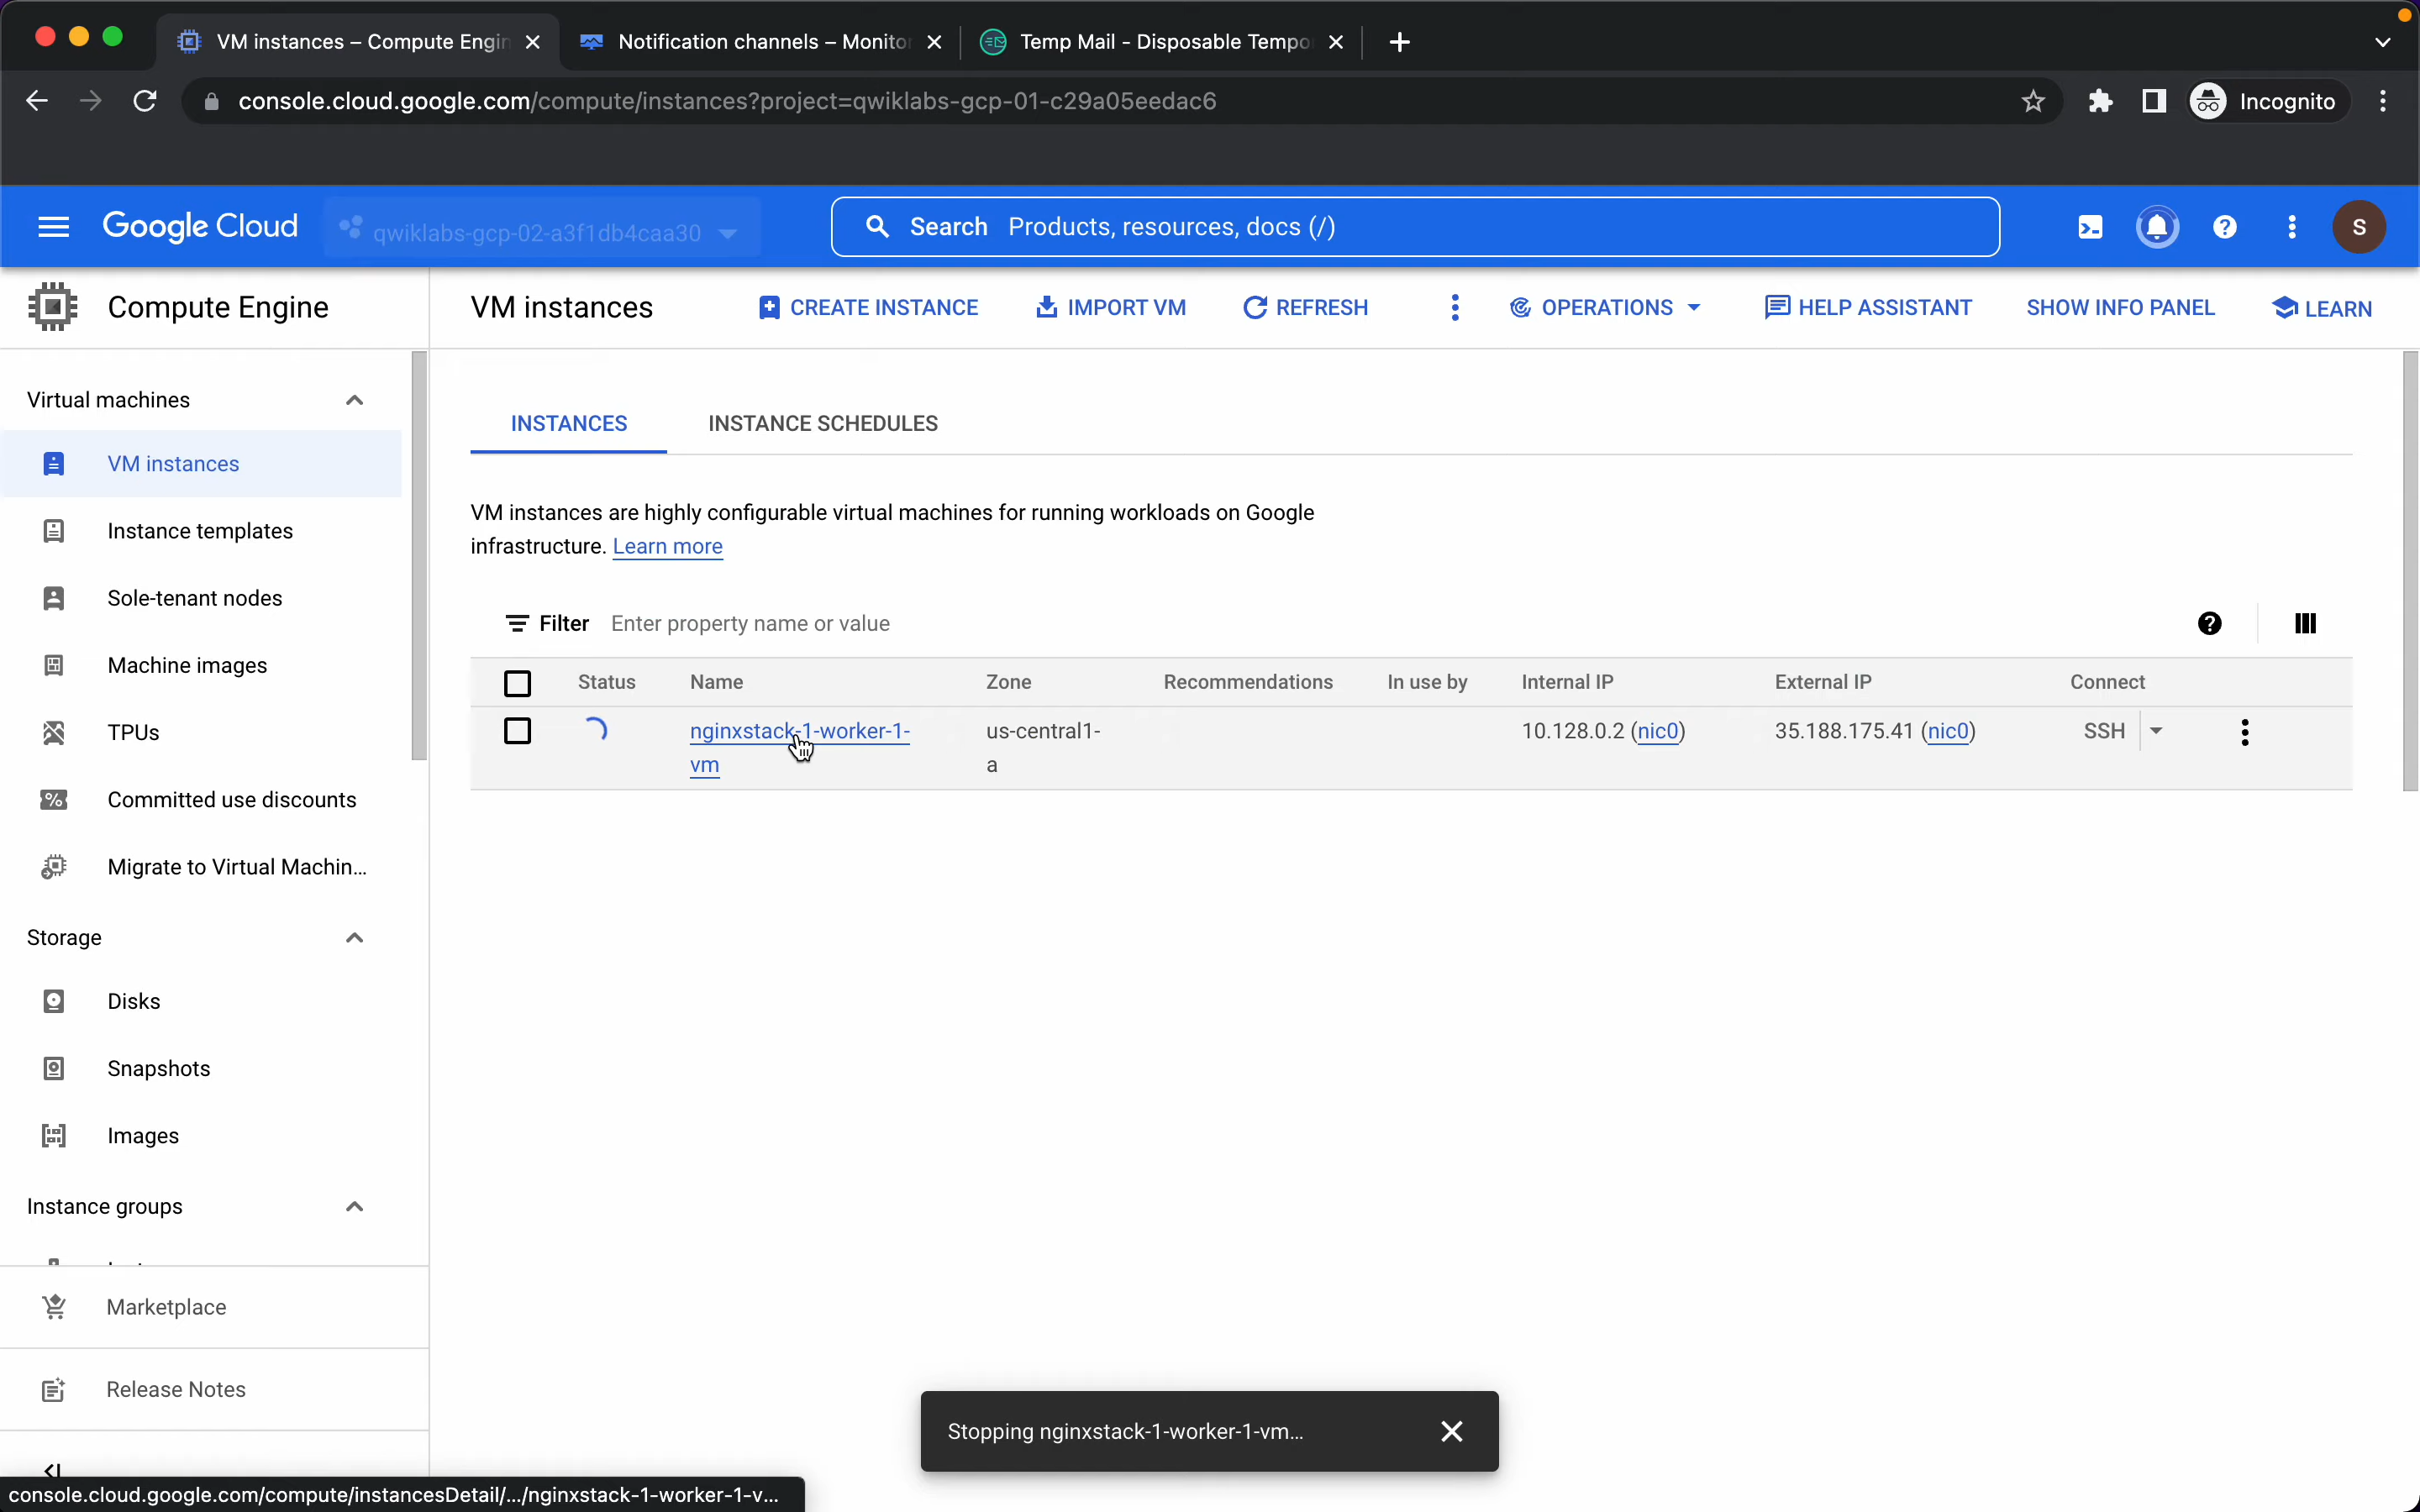 VM instances – Compute Engin
Notification channels – Monitor
Temp Mail - Disposable Tempo
console.cloud.google.com/compute/instances?project=qwiklabs-gcp-01-c29a05eedac6
Incognito
Google Cloud
qwiklabs-gcp-02-a3f1db4caa30
Search Products, resources, docs (/)
S
Compute Engine
VM instances
CREATE INSTANCE
IMPORT VM
REFRESH
OPERATIONS
HELP ASSISTANT
SHOW INFO PANEL
LEARN
Virtual machines
VM instances
Instance templates
Sole-tenant nodes
Machine images
TPUs
Committed use discounts
Migrate to Virtual Machin...
Storage
Disks
Snapshots
Images
Instance groups
Marketplace
Release Notes
INSTANCES
INSTANCE SCHEDULES
VM instances are highly configurable virtual machines for running workloads on Google
infrastructure. Learn more
Filter Enter property name or value
Status Name Zone Recommendations In use by Internal IP External IP Connect
nginxstack-1-worker-1- us-central1- 10.128.0.2 (nic0) 35.188.175.41 (nic0) SSH
vm a
Stopping nginxstack-1-worker-1-vm...
console.cloud.google.com/compute/instancesDetail/.../nginxstack-1-worker-1-v...